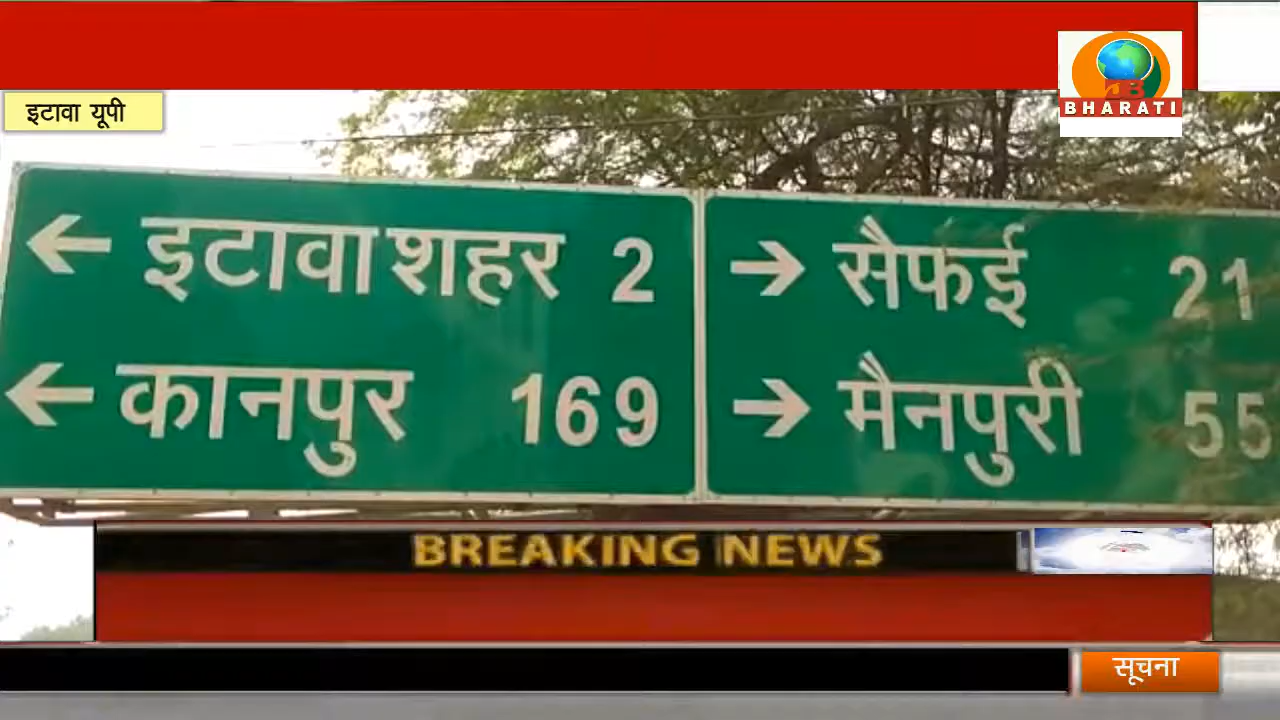 इटावा यूपी
BHARATI
← इटावा शहर 2
← कानपुर 169
→ सैफई 21
→ मैनपुरी 55
BREAKING NEWS
सूचना